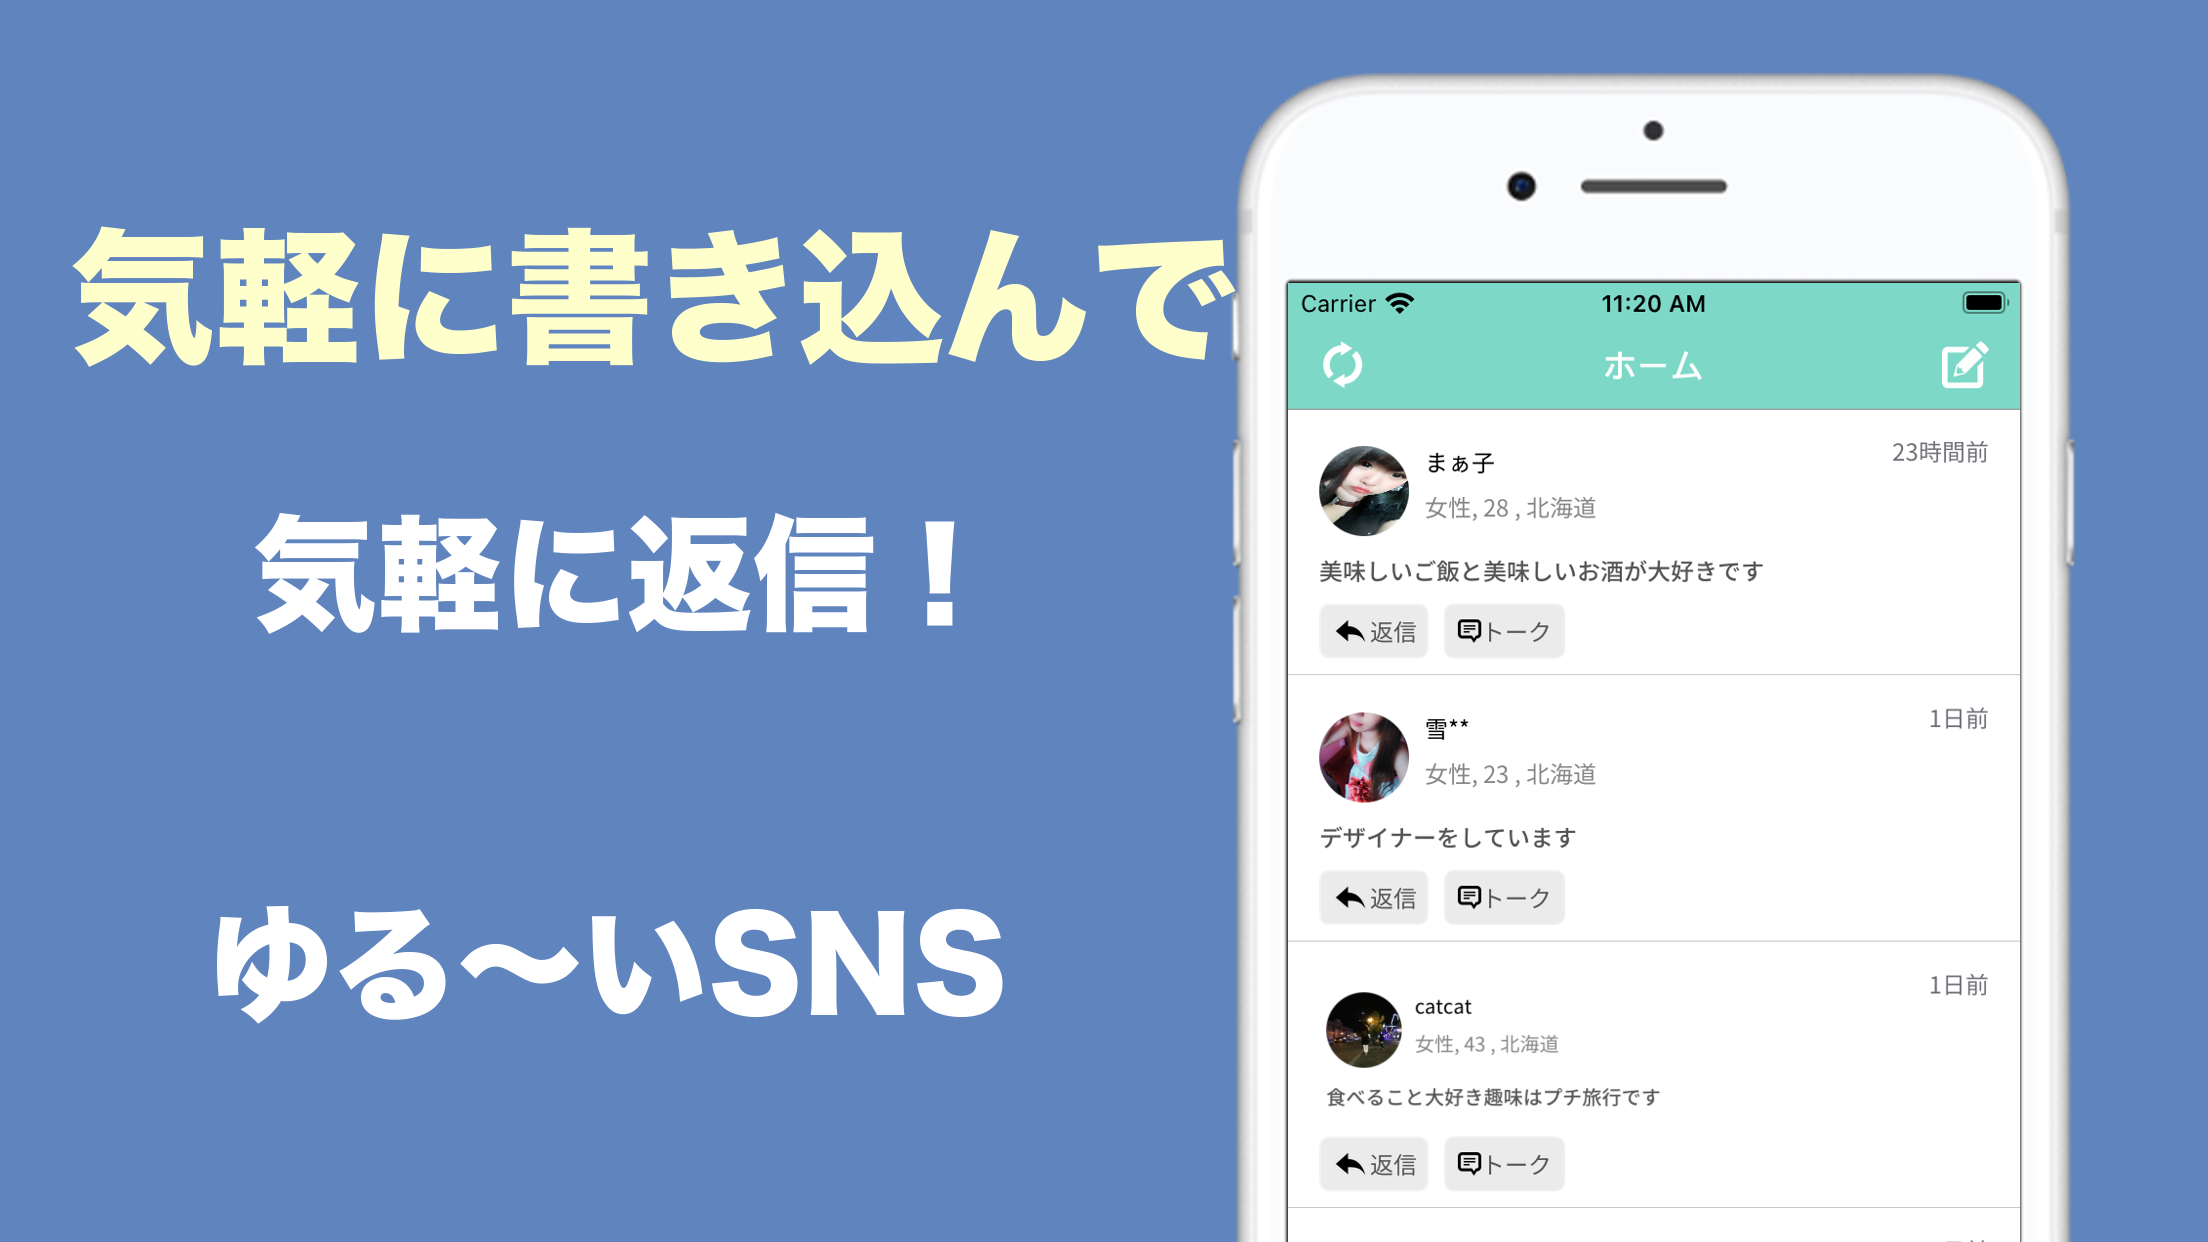 気軽に書き込んで
気軽に返信！
ゆる〜いSNS
Carrier 11:20 AM
ホーム
まぁ子 23時間前
女性, 28 , 北海道
美味しいご飯と美味しいお酒が大好きです
返信 トーク
雪** 1日前
女性, 23 , 北海道
デザイナーをしています
返信 トーク
catcat 1日前
女性, 43 , 北海道
食べること大好き趣味はプチ旅行です
返信 トーク